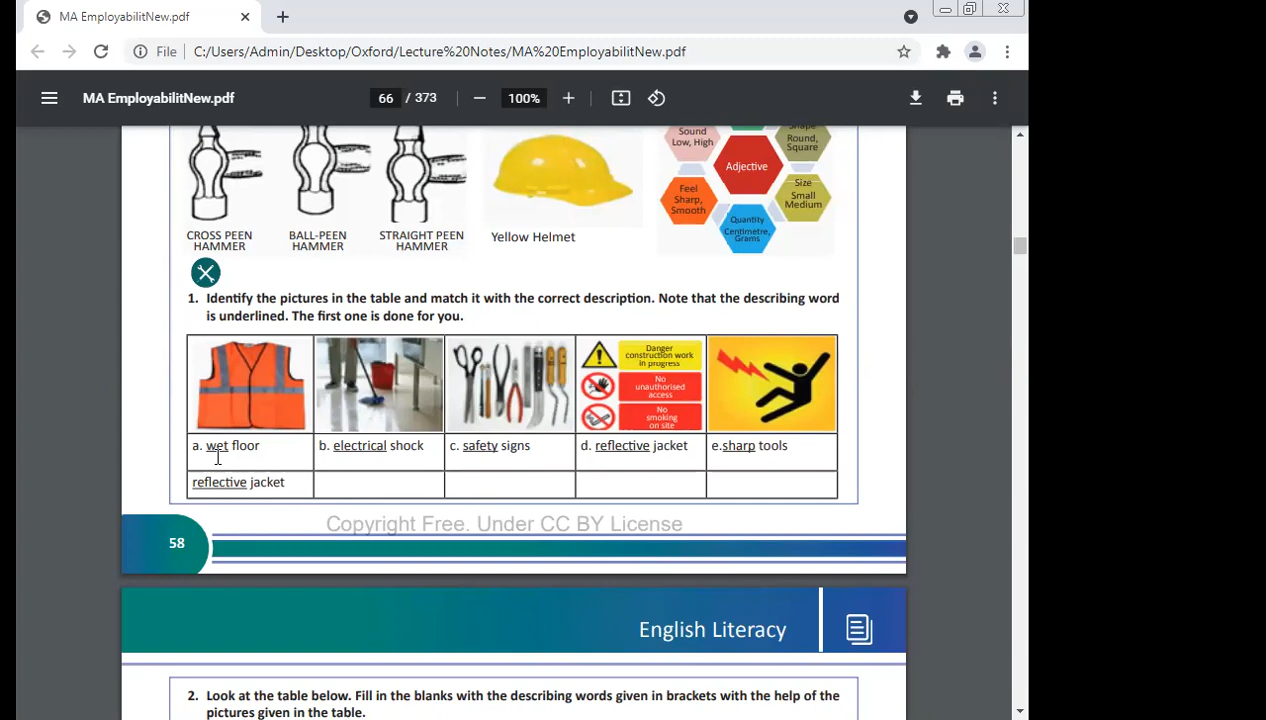 MA EmployabilitNew.pdf
File C:/Users/Admin/Desktop/Oxford/Lecture%20Notes/MA%20EmployabilitNew.pdf
MA EmployabilitNew.pdf 66 / 373 100%
CROSS PEEN HAMMER
BALL-PEEN HAMMER
STRAIGHT PEEN HAMMER
Yellow Helmet
Sound
Low, High
Shape
Round,
Square
Adjective
Feel
Sharp,
Smooth
Size
Small
Medium
Quantity
Centimetre,
Grams
1. Identify the pictures in the table and match it with the correct description. Note that the describing word
is underlined. The first one is done for you.
Danger
construction work
in progress
No
unauthorised
access
No
smoking
on site
a. wet floor b. electrical shock c. safety signs d. reflective jacket e.sharp tools
reflective jacket
Copyright Free. Under CC BY License
58
English Literacy
2. Look at the table below. Fill in the blanks with the describing words given in brackets with the help of the
pictures given in the table.